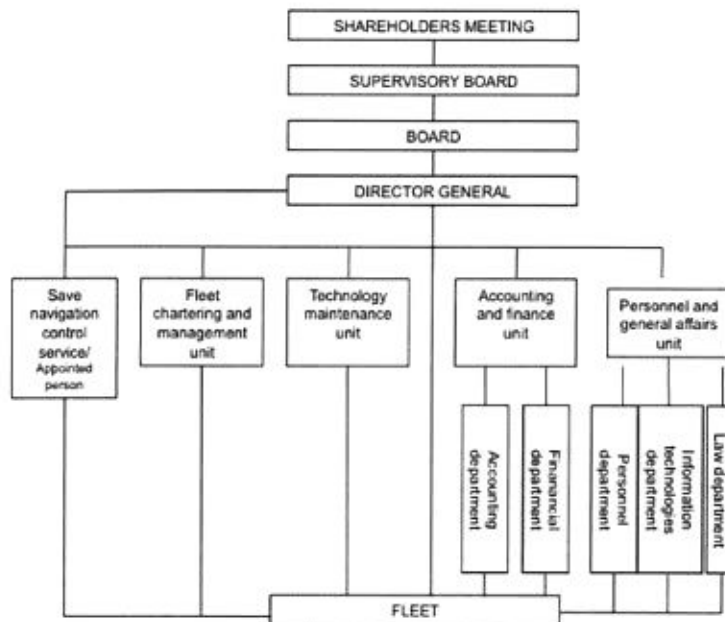 SHAREHOLDERS MEETING
SUPERVISORY BOARD
BOARD
DIRECTOR GENERAL
Save
navigation
control
service/
Appointed
person
Fleet
chartering and
management
unit
Technology
maintenance
unit
Accounting
and finance
unit
Personnel and
general affairs
unit
Accounting
department
Finanacial
department
Personnel
department
Information
technologies
department
Law department
FLEET